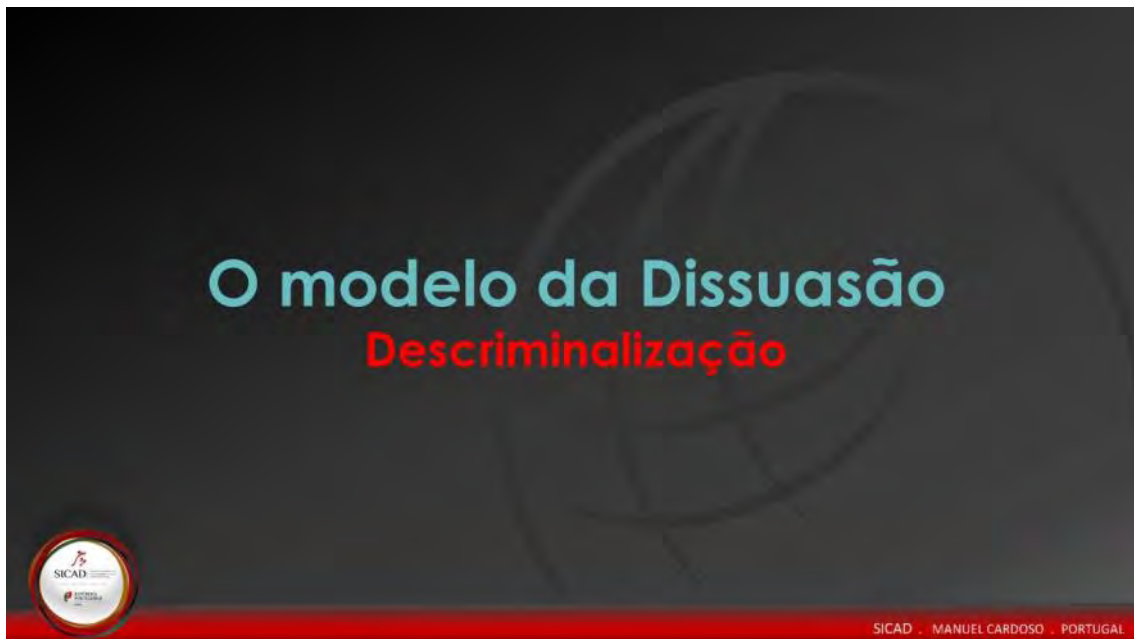 O modelo da Dissuasão
Descriminalização
SICAD
SICAD . MANUEL CARDOSO . PORTUGAL